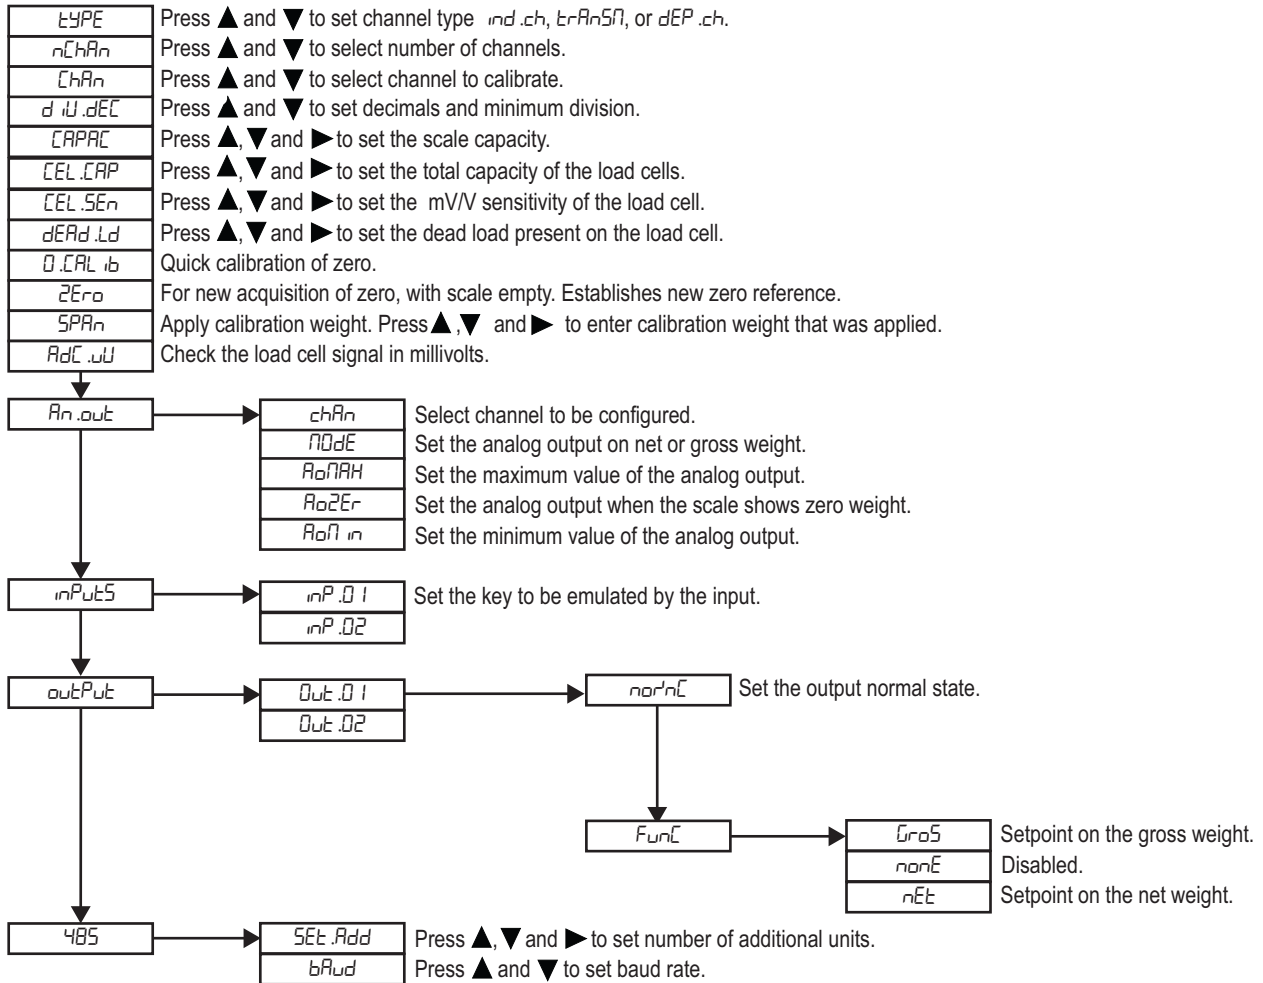 tYPE Press ▲ and ▼ to set channel type ind.ch, trAnSM, or dEP.ch.
nChAn Press ▲ and ▼ to select number of channels.
ChAn Press ▲ and ▼ to select channel to calibrate.
diU.dEC Press ▲ and ▼ to set decimals and minimum division.
CAPAC Press ▲, ▼ and ▶ to set the scale capacity.
CEL.CAP Press ▲, ▼ and ▶ to set the total capacity of the load cells.
CEL.SEn Press ▲, ▼ and ▶ to set the mV/V sensitivity of the load cell.
dEAd.Ld Press ▲, ▼ and ▶ to set the dead load present on the load cell.
0.CALib Quick calibration of zero.
2Ero For new acquisition of zero, with scale empty. Establishes new zero reference.
SPAn Apply calibration weight. Press ▲, ▼ and ▶ to enter calibration weight that was applied.
AdC.uU Check the load cell signal in millivolts.
An.out
chAn Select channel to be configured.
MOdE Set the analog output on net or gross weight.
AoMAH Set the maximum value of the analog output.
Ao2Er Set the analog output when the scale shows zero weight.
AoMin Set the minimum value of the analog output.
inPutS
inP.01 Set the key to be emulated by the input.
inP.02
outPut
Out.01
Out.02
no/nC Set the output normal state.
FunC
GroS Setpoint on the gross weight.
nonE Disabled.
nEt Setpoint on the net weight.
485
SEt.Add Press ▲, ▼ and ▶ to set number of additional units.
bAud Press ▲ and ▼ to set baud rate.